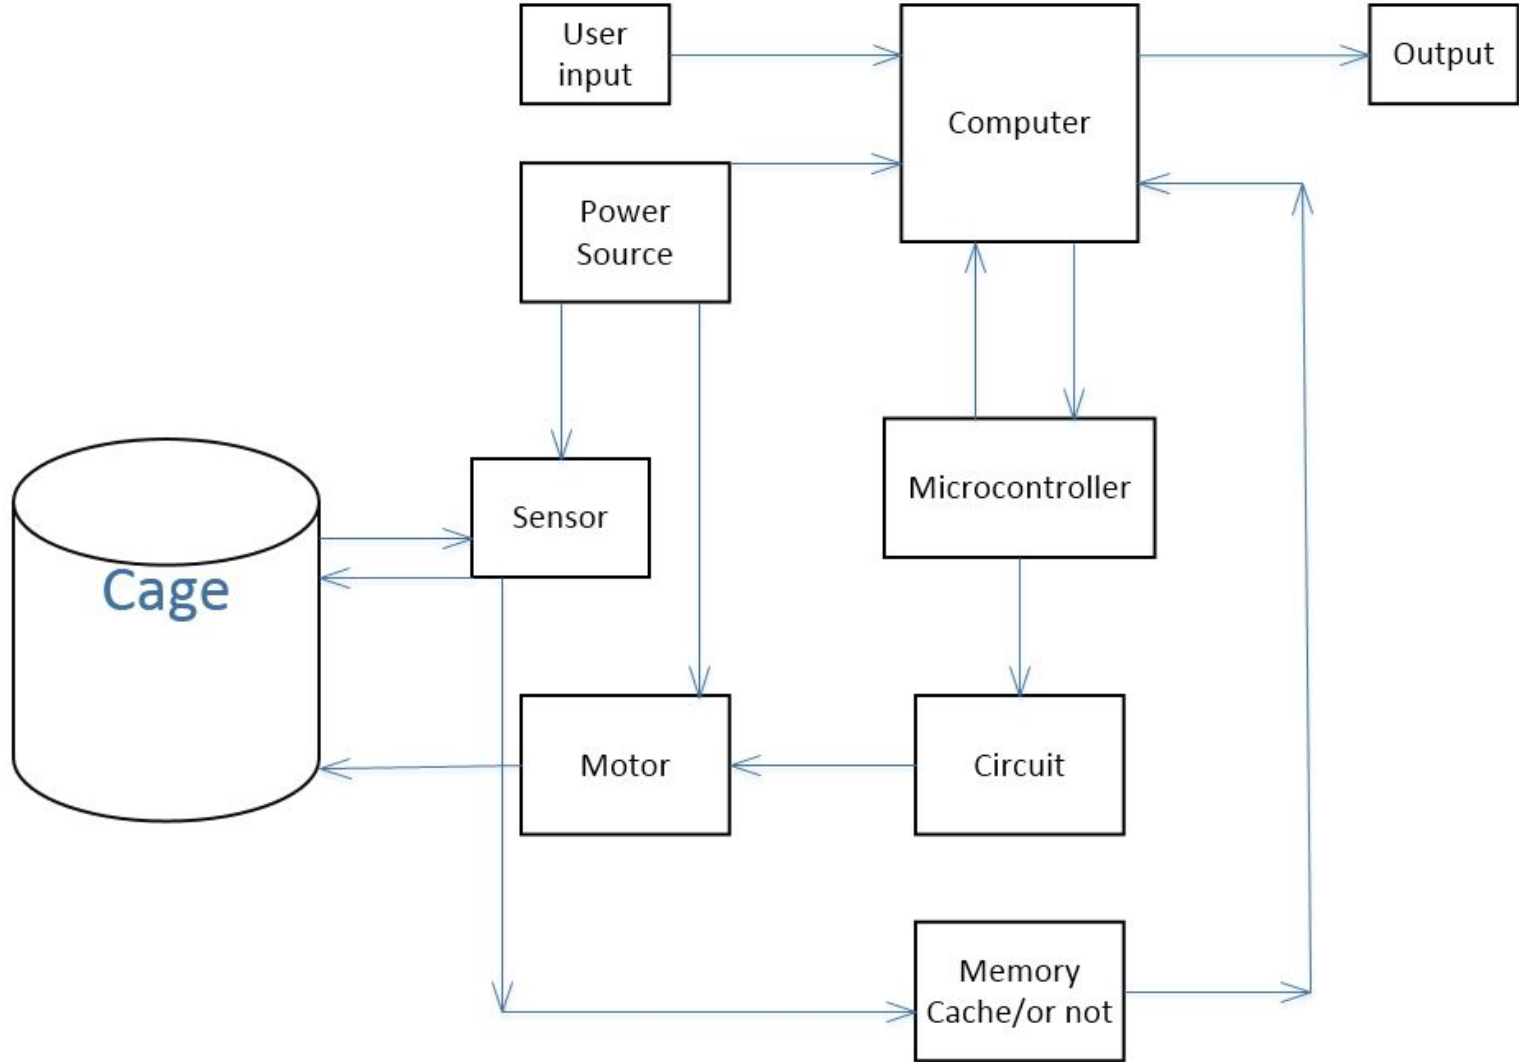 User
input
Computer
Output
Power
Source
Sensor
Microcontroller
Cage
Motor
Circuit
Memory
Cache/or not